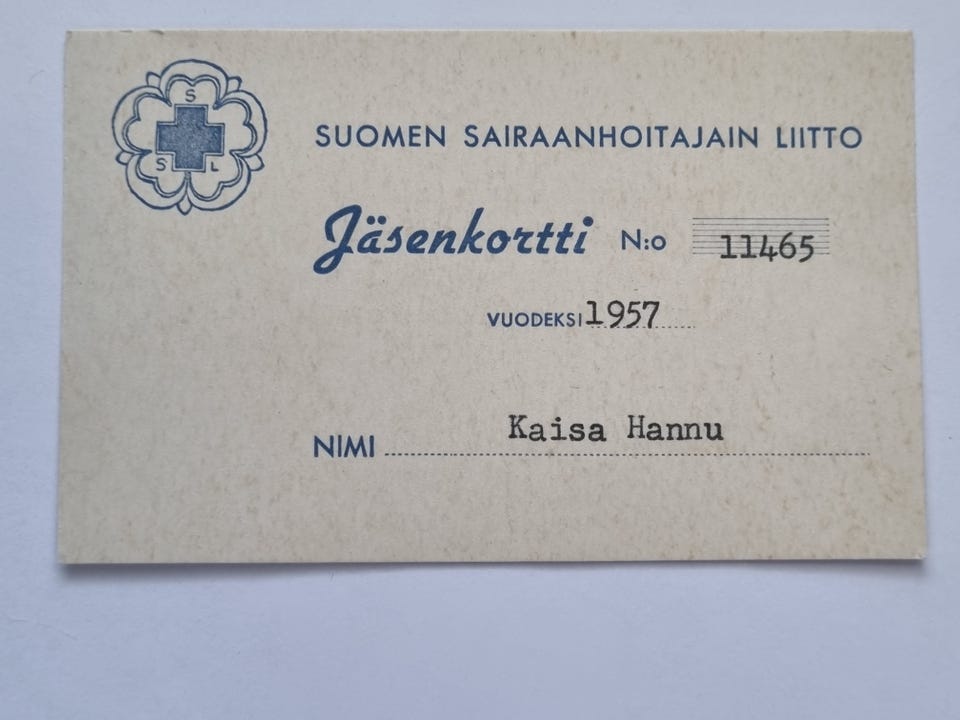 S
S L
SUOMEN SAIRAANHOITAJAIN LIITTO
Jäsenkortti N:o 11465
VUODEKSI 1957
NIMI Kaisa Hannu